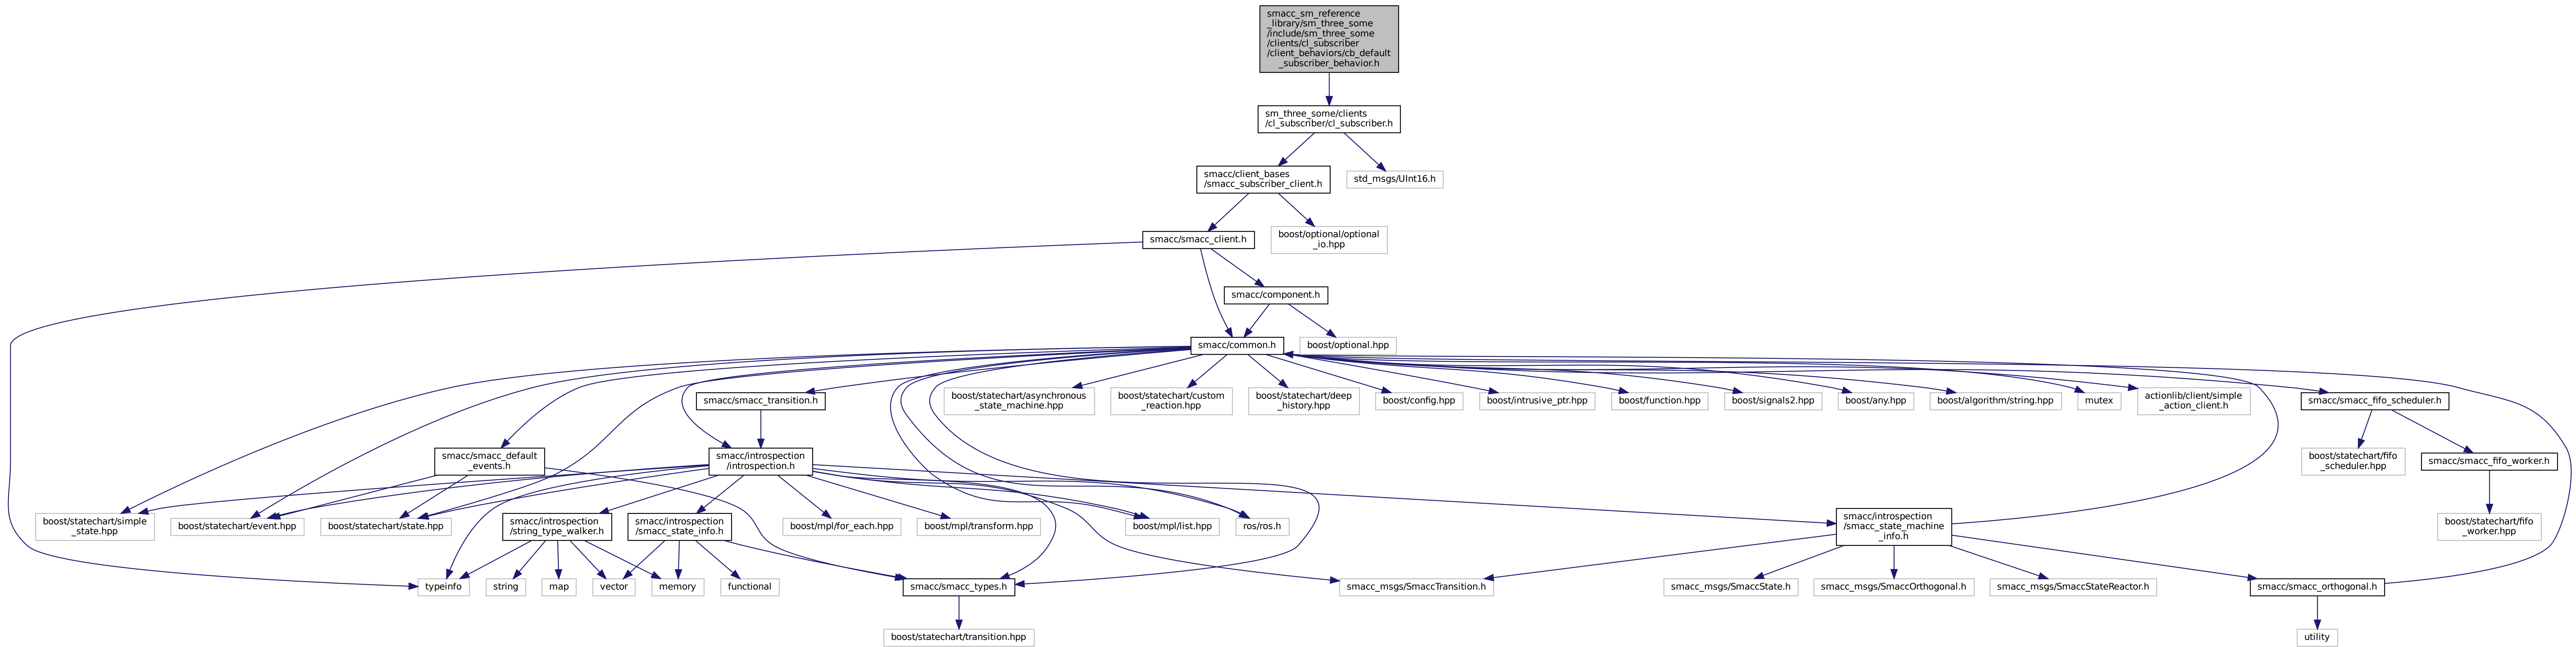 smacc_sm_reference
_library/sm_three_some
/include/sm_three_some
/clients/cl_subscriber
/client_behaviors/cb_default
_subscriber_behavior.h
sm_three_some/clients
/cl_subscriber/cl_subscriber.h
smacc/client_bases
/smacc_subscriber_client.h
std_msgs/UInt16.h
smacc/smacc_client.h
boost/optional/optional
_io.hpp
smacc/component.h
smacc/common.h
boost/optional.hpp
smacc/smacc_transition.h
boost/statechart/asynchronous
_state_machine.hpp
boost/statechart/custom
_reaction.hpp
boost/statechart/deep
_history.hpp
boost/config.hpp
boost/intrusive_ptr.hpp
boost/function.hpp
boost/signals2.hpp
boost/any.hpp
boost/algorithm/string.hpp
mutex
actionlib/client/simple
_action_client.h
smacc/smacc_fifo_scheduler.h
smacc/smacc_default
_events.h
smacc/introspection
/introspection.h
boost/statechart/fifo
_scheduler.hpp
smacc/smacc_fifo_worker.h
boost/statechart/simple
_state.hpp
boost/statechart/event.hpp
boost/statechart/state.hpp
smacc/introspection
/string_type_walker.h
smacc/introspection
/smacc_state_info.h
boost/mpl/for_each.hpp
boost/mpl/transform.hpp
boost/mpl/list.hpp
ros/ros.h
smacc/introspection
/smacc_state_machine
_info.h
boost/statechart/fifo
_worker.hpp
typeinfo
string
map
vector
memory
functional
smacc/smacc_types.h
smacc_msgs/SmaccTransition.h
smacc_msgs/SmaccState.h
smacc_msgs/SmaccOrthogonal.h
smacc_msgs/SmaccStateReactor.h
smacc/smacc_orthogonal.h
boost/statechart/transition.hpp
utility